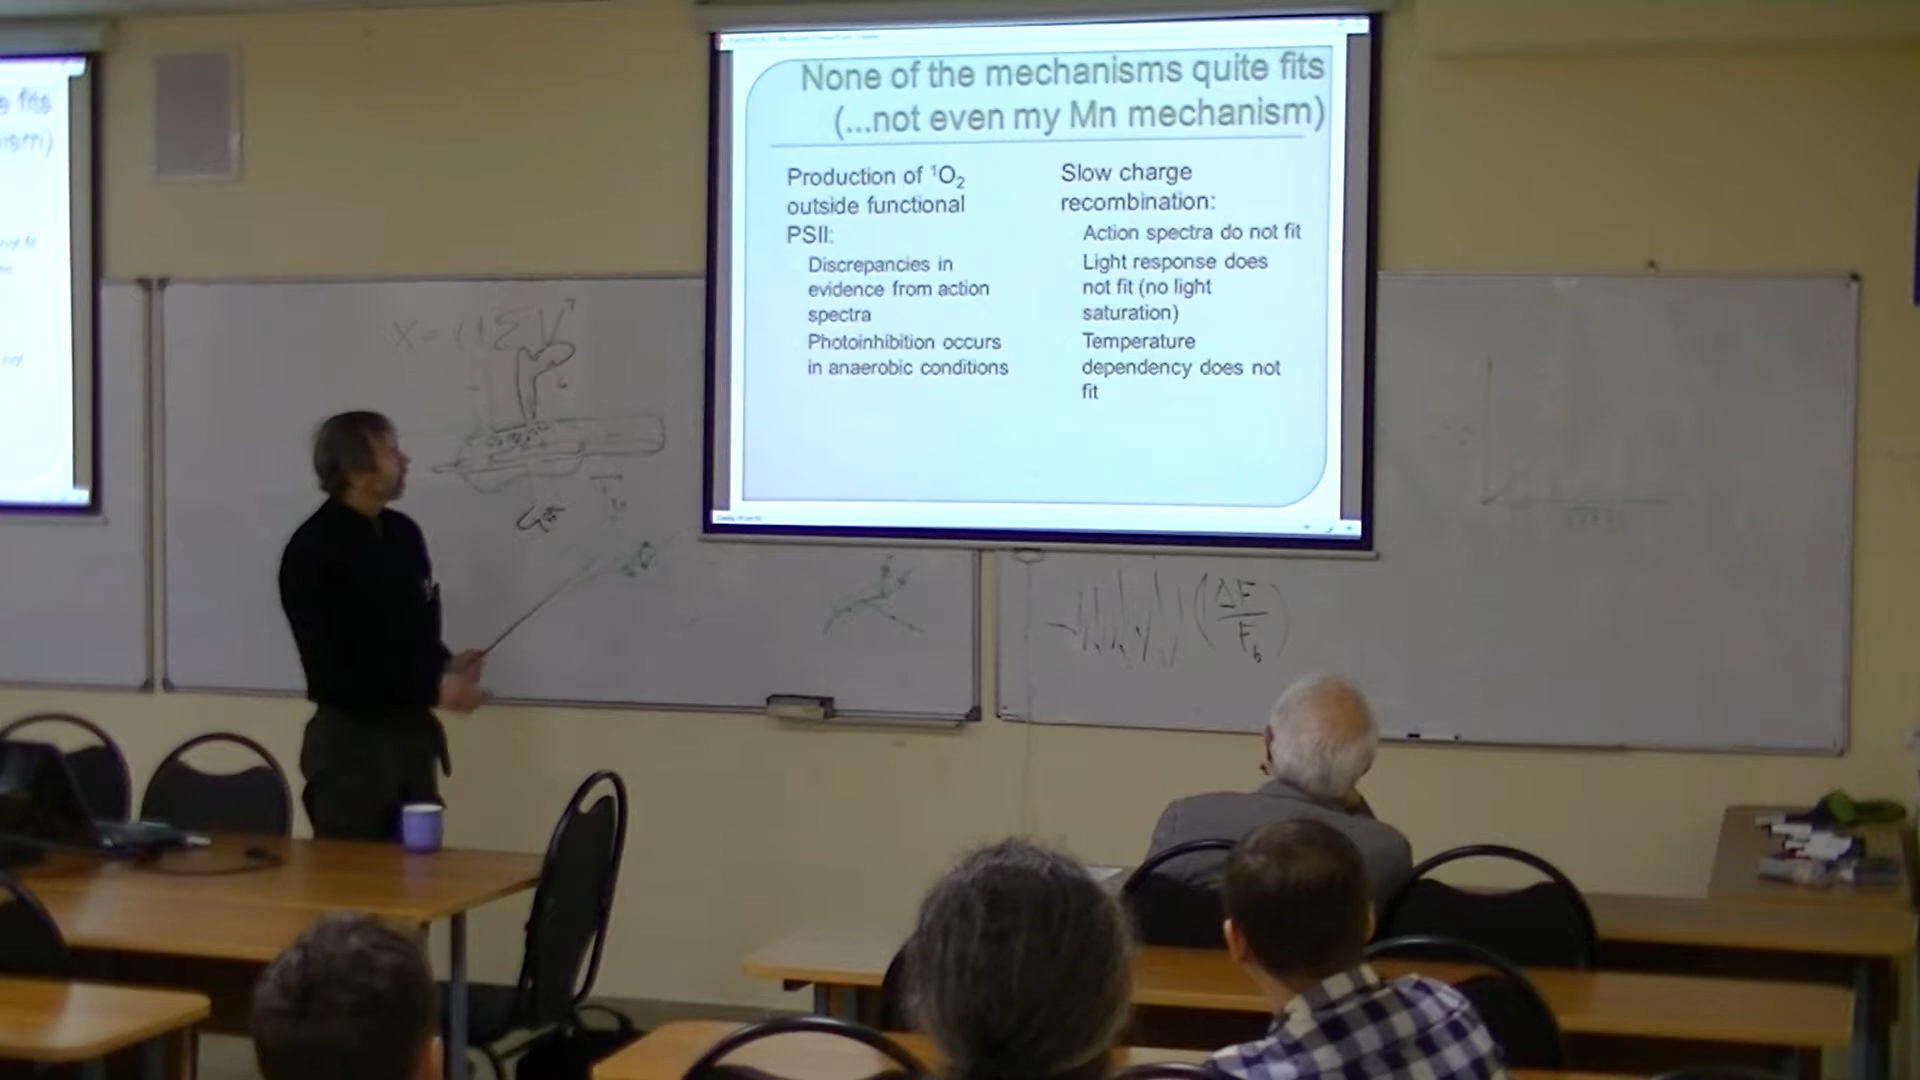 None of the mechanisms quite fits
(...not even my Mn mechanism)
Production of ¹O₂
outside functional
PSII:
Discrepancies in
evidence from action
spectra
Photoinhibition occurs
in anaerobic conditions
Slow charge
recombination:
Action spectra do not fit
Light response does
not fit (no light
saturation)
Temperature
dependency does not
fit
fits
ΔF
F